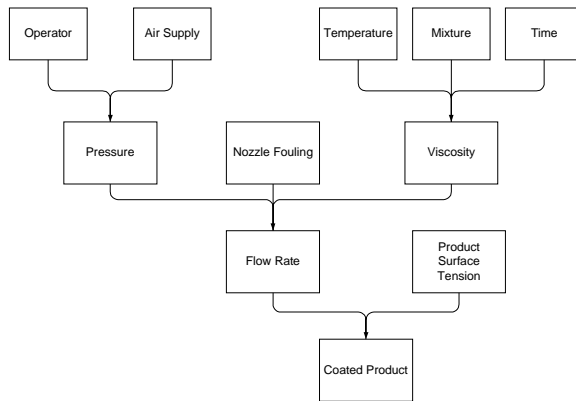 Operator
Air Supply
Temperature
Mixture
Time
Pressure
Nozzle Fouling
Viscosity
Flow Rate
Product
Surface
Tension
Coated Product